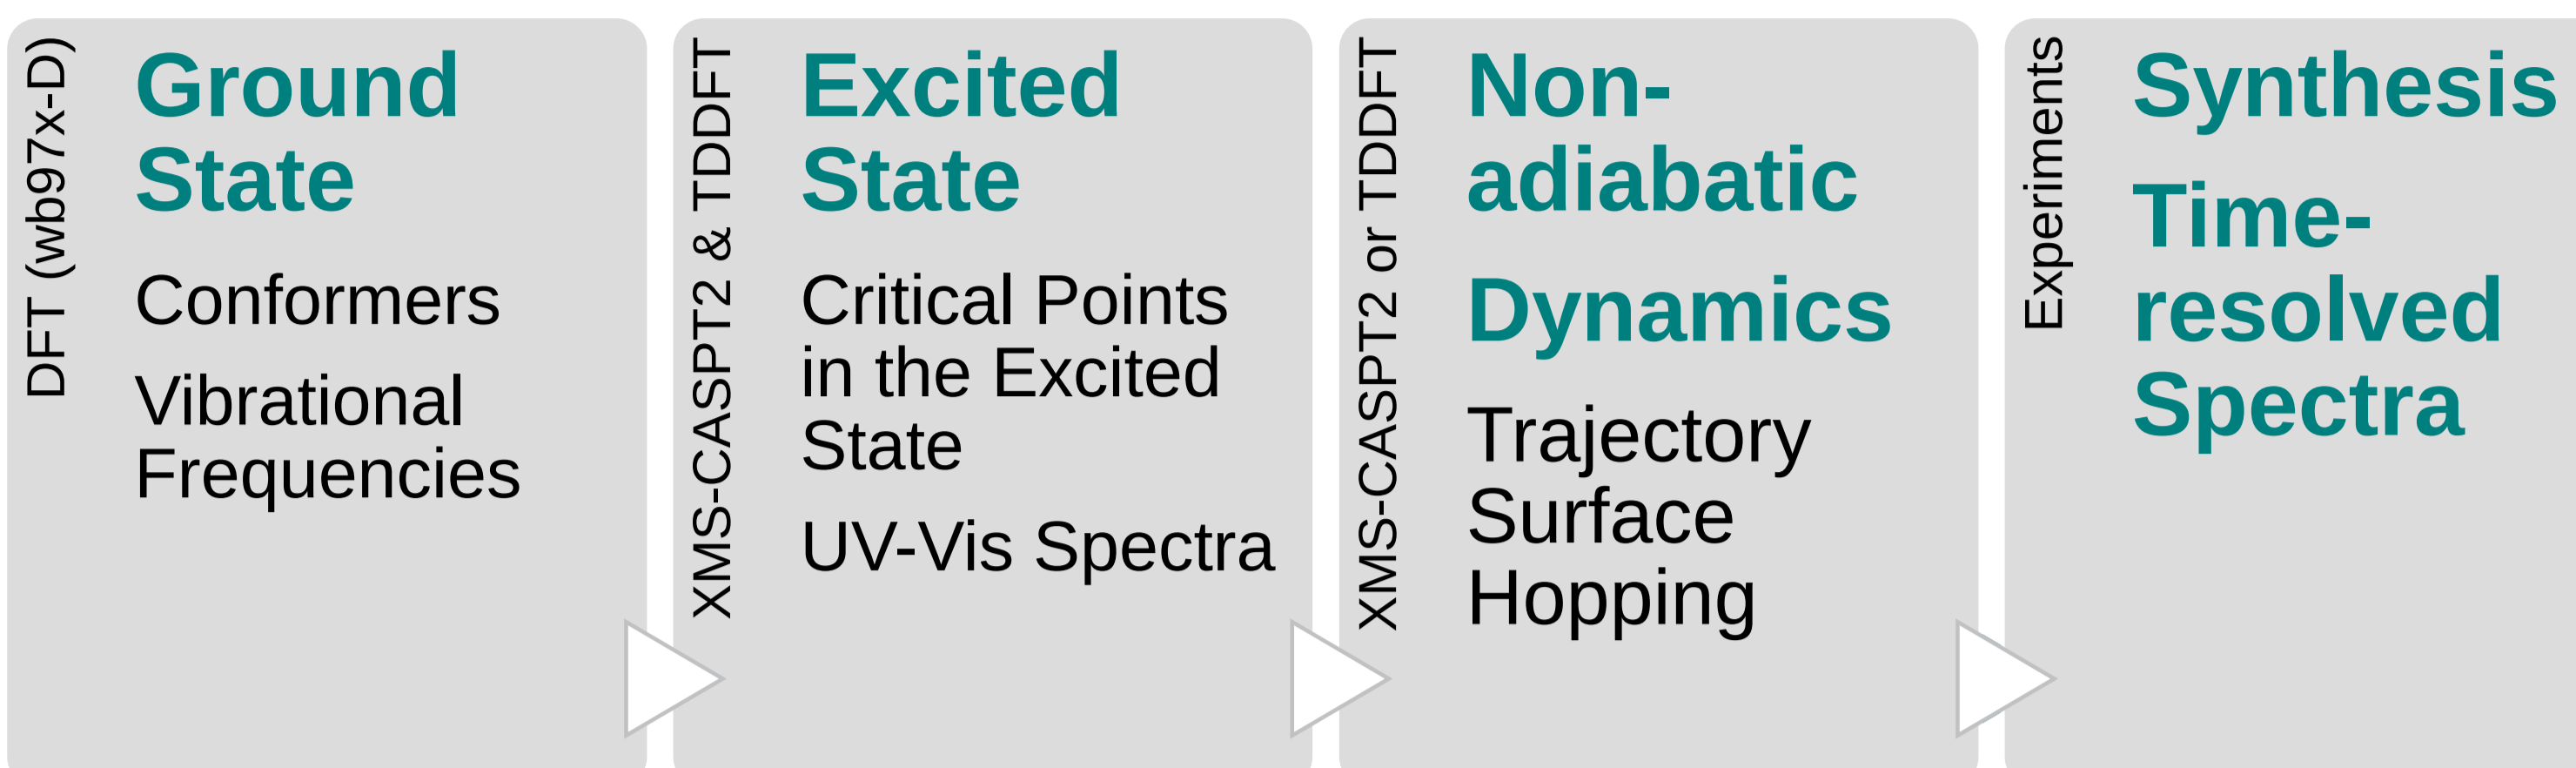 DFT (wb97x-D)
Ground
State
Conformers
Vibrational
Frequencies
XMS-CASPT2 & TDDFT
Excited
State
Critical Points
in the Excited
State
UV-Vis Spectra
XMS-CASPT2 or TDDFT
Non-
adiabatic
Dynamics
Trajectory
Surface
Hopping
Experiments
Synthesis
Time-
resolved
Spectra